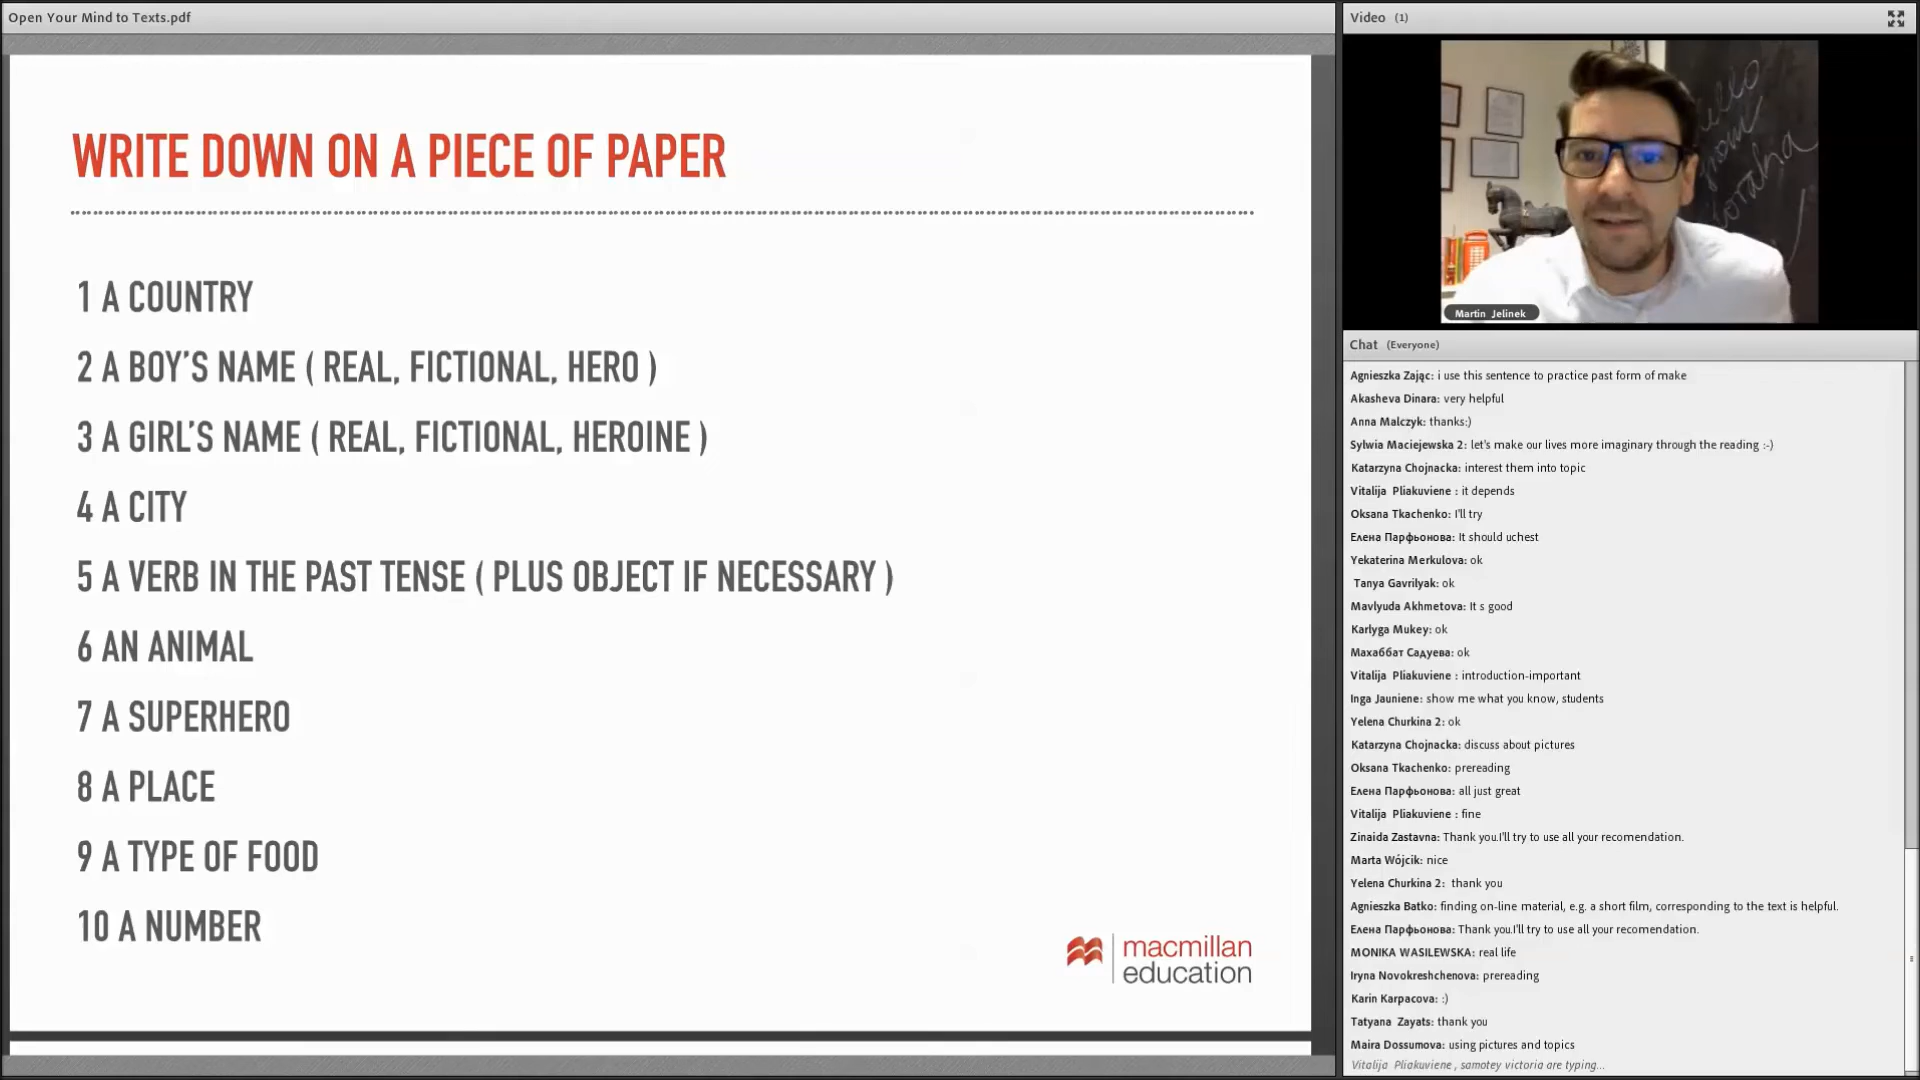 Open Your Mind to Texts.pdf
WRITE DOWN ON A PIECE OF PAPER
1 A COUNTRY
2 A BOY'S NAME ( REAL, FICTIONAL, HERO )
3 A GIRL'S NAME ( REAL, FICTIONAL, HEROINE )
4 A CITY
5 A VERB IN THE PAST TENSE ( PLUS OBJECT IF NECESSARY )
6 AN ANIMAL
7 A SUPERHERO
8 A PLACE
9 A TYPE OF FOOD
10 A NUMBER
macmillan
education
Video (1)
Martin Jelinek
Chat (Everyone)
Agnieszka Zając: i use this sentence to practice past form of make
Akasheva Dinara: very helpful
Anna Malczyk: thanks:)
Sylwia Maciejewska 2: let's make our lives more imaginary through the reading :-)
Katarzyna Chojnacka: interest them into topic
Vitalija Pliakuviene : it depends
Oksana Tkachenko: I'll try
Елена Парфьонова: It should uchest
Yekaterina Merkulova: ok
Tanya Gavrilyak: ok
Mavlyuda Akhmetova: It s good
Karlyga Mukey: ok
Махаббат Садуева: ok
Vitalija Pliakuviene : introduction-important
Inga Jauniene: show me what you know, students
Yelena Churkina 2: ok
Katarzyna Chojnacka: discuss about pictures
Oksana Tkachenko: prereading
Елена Парфьонова: all just great
Vitalija Pliakuviene : fine
Zinaida Zastavna: Thank you.I'll try to use all your recomendation.
Marta Wójcik: nice
Yelena Churkina 2: thank you
Agnieszka Batko: finding on-line material, e.g. a short film, corresponding to the text is helpful.
Елена Парфьонова: Thank you.I'll try to use all your recomendation.
MONIKA WASILEWSKA: real life
Iryna Novokreshchenova: prereading
Karin Karpacova: :)
Tatyana Zayats: thank you
Maira Dossumova: using pictures and topics
Vitalija Pliakuviene , samotey victoria are typing...